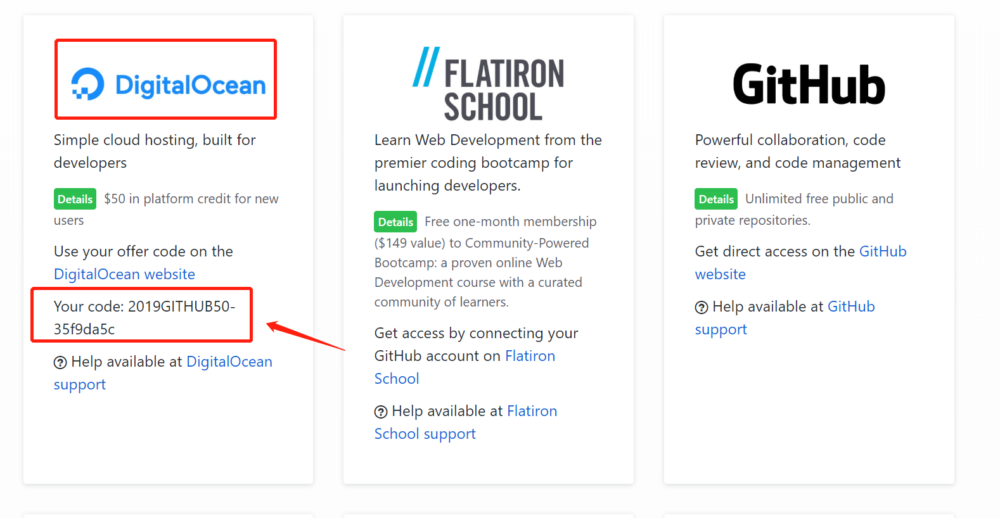 DigitalOcean
Simple cloud hosting, built for
developers
Details $50 in platform credit for new
users
Use your offer code on the
DigitalOcean website
Your code: 2019GITHUB50-
35f9da5c
Help available at DigitalOcean
support
FLATIRON
SCHOOL
Learn Web Development from the
premier coding bootcamp for
launching developers.
Details Free one-month membership
($149 value) to Community-Powered
Bootcamp: a proven online Web
Development course with a curated
community of learners.
Get access by connecting your
GitHub account on Flatiron
School
Help available at Flatiron
School support
GitHub
Powerful collaboration, code
review, and code management
Details Unlimited free public and
private repositories.
Get direct access on the GitHub
website
Help available at GitHub
support